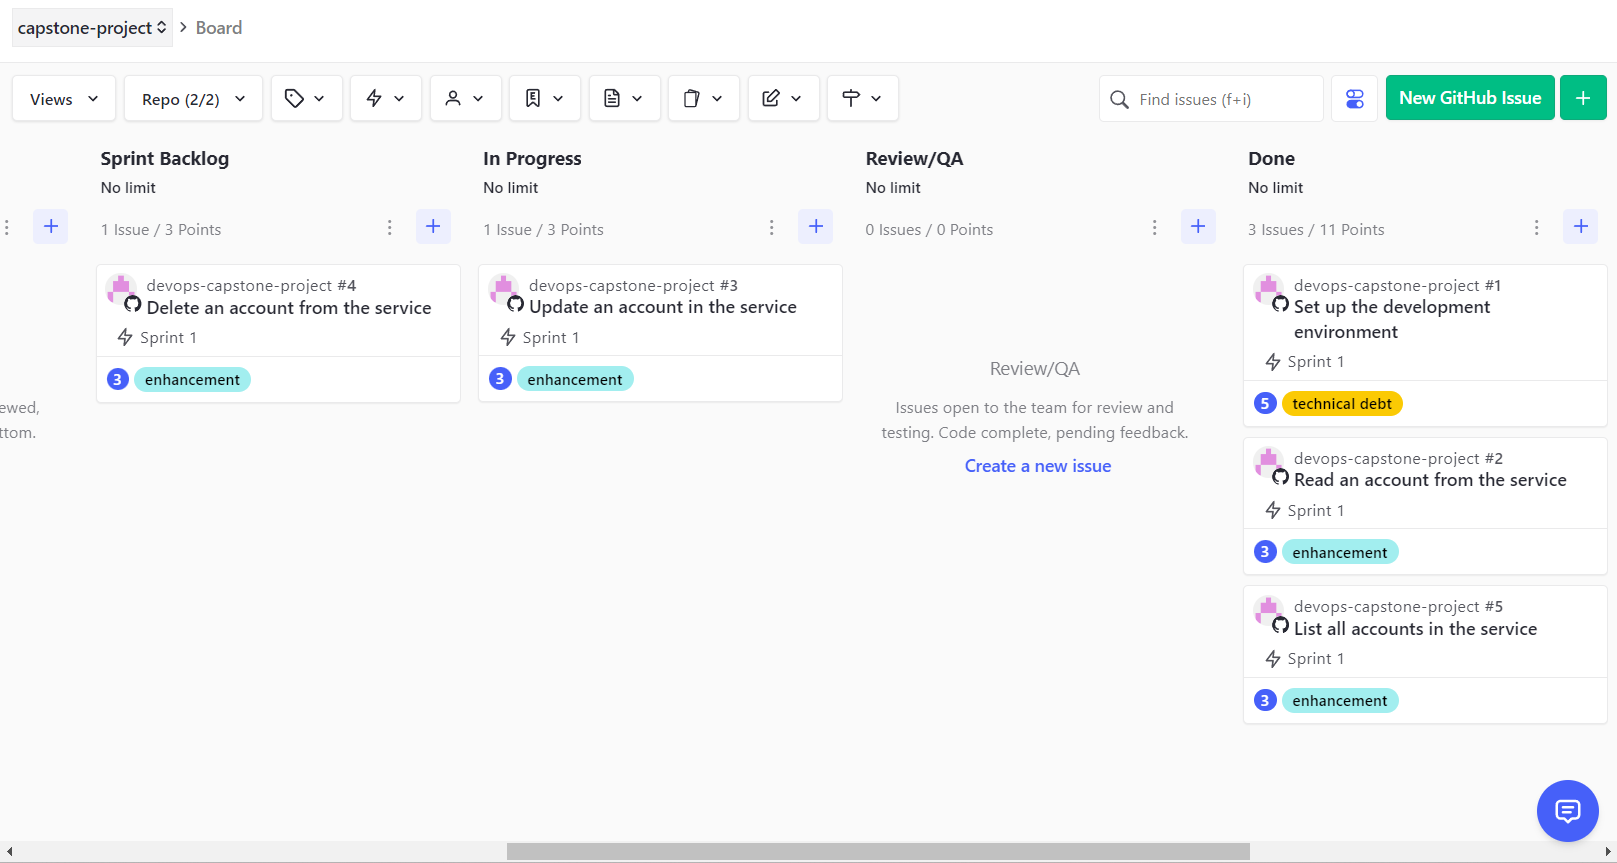 capstone-project > Board
Views
Repo (2/2)
Find issues (f+i)
New GitHub Issue
+
Sprint Backlog
No limit
1 Issue / 3 Points
devops-capstone-project #4
Delete an account from the service
Sprint 1
3 enhancement
In Progress
No limit
1 Issue / 3 Points
devops-capstone-project #3
Update an account in the service
Sprint 1
3 enhancement
Review/QA
No limit
0 Issues / 0 Points
Review/QA
Issues open to the team for review and
testing. Code complete, pending feedback.
Create a new issue
Done
No limit
3 Issues / 11 Points
devops-capstone-project #1
Set up the development
environment
Sprint 1
5 technical debt
devops-capstone-project #2
Read an account from the service
Sprint 1
3 enhancement
devops-capstone-project #5
List all accounts in the service
Sprint 1
3 enhancement